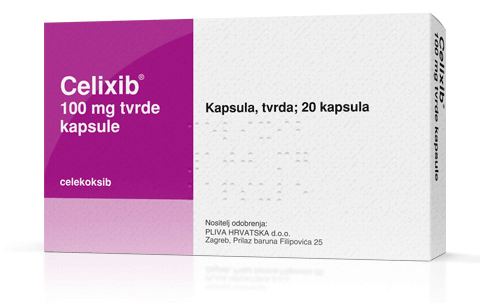 Celixib®
100 mg tvrde
kapsule
celekoksib
Kapsula, tvrda; 20 kapsula
Nositelj odobrenja:
PLIVA HRVATSKA d.o.o.
Zagreb, Prilaz baruna Filipovića 25
Celixib®
100 mg tvrde kapsule